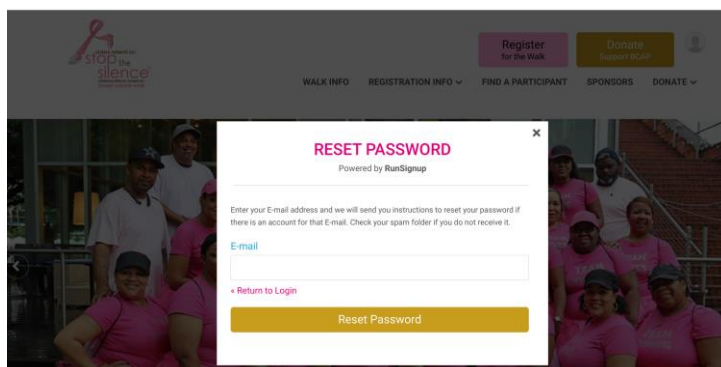 stop the
silence
Register
for the Walk
Donate
Support BCAP
WALK INFO
REGISTRATION INFO
FIND A PARTICIPANT
SPONSORS
DONATE
RESET PASSWORD
Powered by RunSignup
Enter your E-mail address and we will send you instructions to reset your password if
there is an account for that E-mail. Check your spam folder if you do not receive it.
E-mail
« Return to Login
Reset Password
TEAM